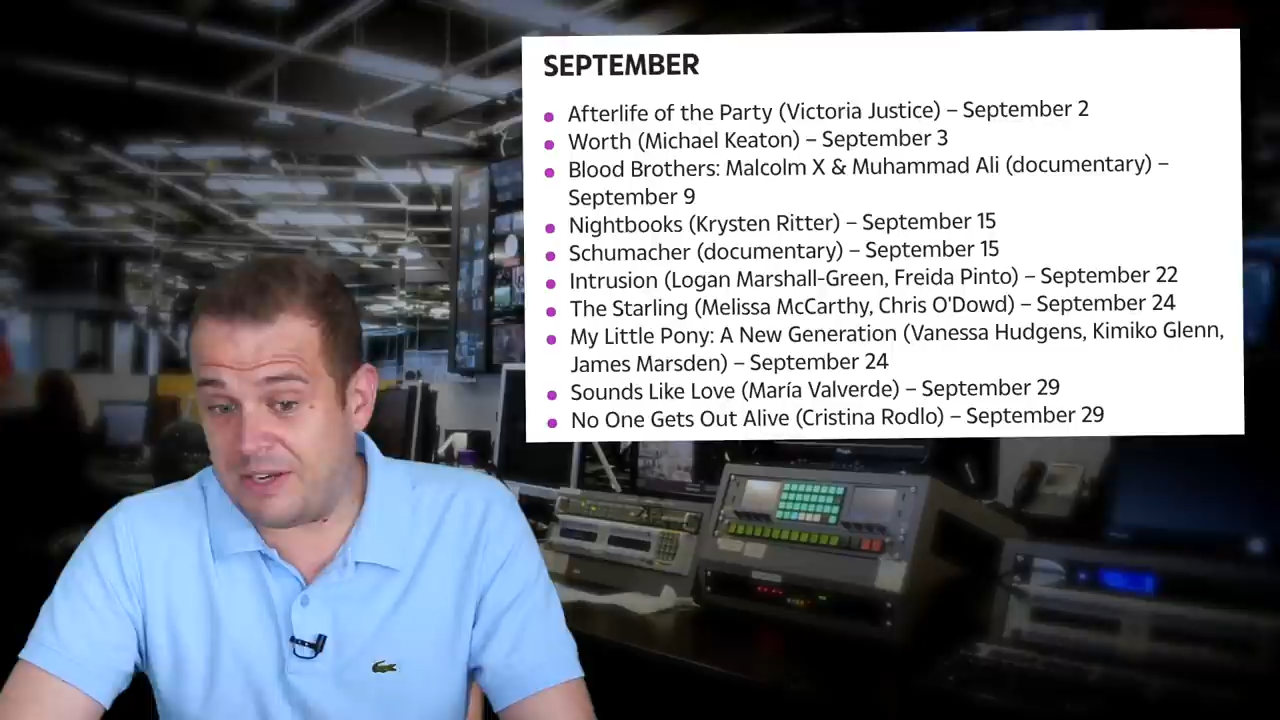 SEPTEMBER
Afterlife of the Party (Victoria Justice) – September 2
Worth (Michael Keaton) – September 3
Blood Brothers: Malcolm X & Muhammad Ali (documentary) –
September 9
Nightbooks (Krysten Ritter) – September 15
Schumacher (documentary) – September 15
Intrusion (Logan Marshall-Green, Freida Pinto) – September 22
The Starling (Melissa McCarthy, Chris O'Dowd) – September 24
My Little Pony: A New Generation (Vanessa Hudgens, Kimiko Glenn,
James Marsden) – September 24
Sounds Like Love (María Valverde) – September 29
No One Gets Out Alive (Cristina Rodlo) – September 29